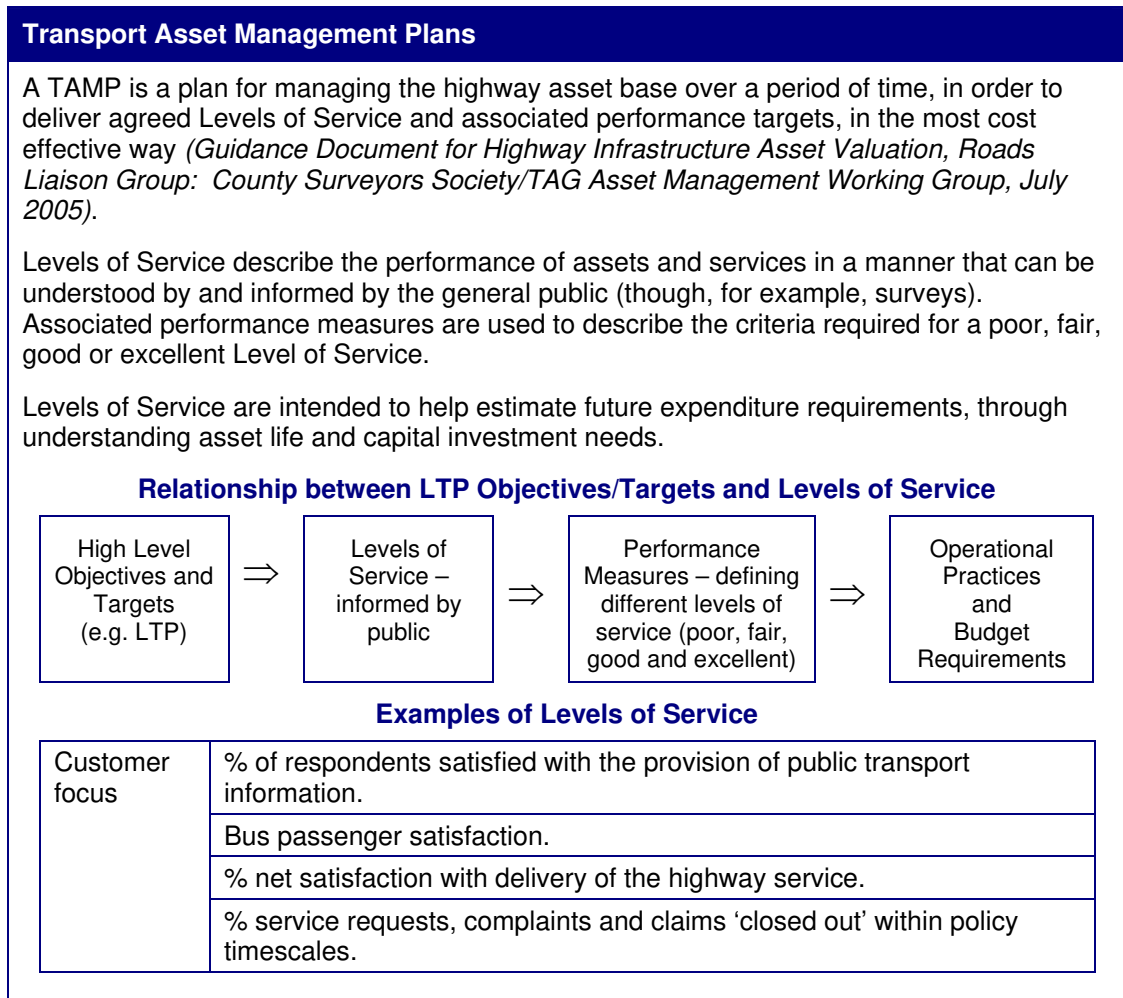 Transport Asset Management Plans
A TAMP is a plan for managing the highway asset base over a period of time, in order to
deliver agreed Levels of Service and associated performance targets, in the most cost
effective way (Guidance Document for Highway Infrastructure Asset Valuation, Roads
Liaison Group: County Surveyors Society/TAG Asset Management Working Group, July
2005).
Levels of Service describe the performance of assets and services in a manner that can be
understood by and informed by the general public (though, for example, surveys).
Associated performance measures are used to describe the criteria required for a poor, fair,
good or excellent Level of Service.
Levels of Service are intended to help estimate future expenditure requirements, through
understanding asset life and capital investment needs.
Relationship between LTP Objectives/Targets and Levels of Service
High Level
Objectives and
Targets
(e.g. LTP)
⇒
Levels of
Service –
informed by
public
⇒
Performance
Measures – defining
different levels of
service (poor, fair,
good and excellent)
⇒
Operational
Practices
and
Budget
Requirements
Examples of Levels of Service
Customer
focus
% of respondents satisfied with the provision of public transport
information.
Bus passenger satisfaction.
% net satisfaction with delivery of the highway service.
% service requests, complaints and claims ‘closed out’ within policy
timescales.